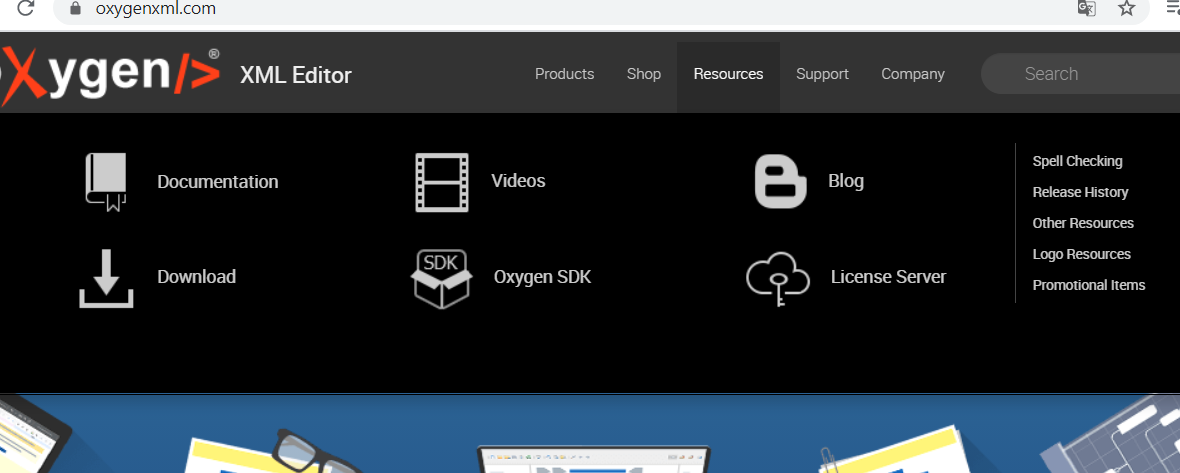 oxygenxml.com
Xygen/>® XML Editor
Products Shop Resources Support Company Search
Documentation Videos Blog
Download SDK Oxygen SDK License Server
Spell Checking
Release History
Other Resources
Logo Resources
Promotional Items